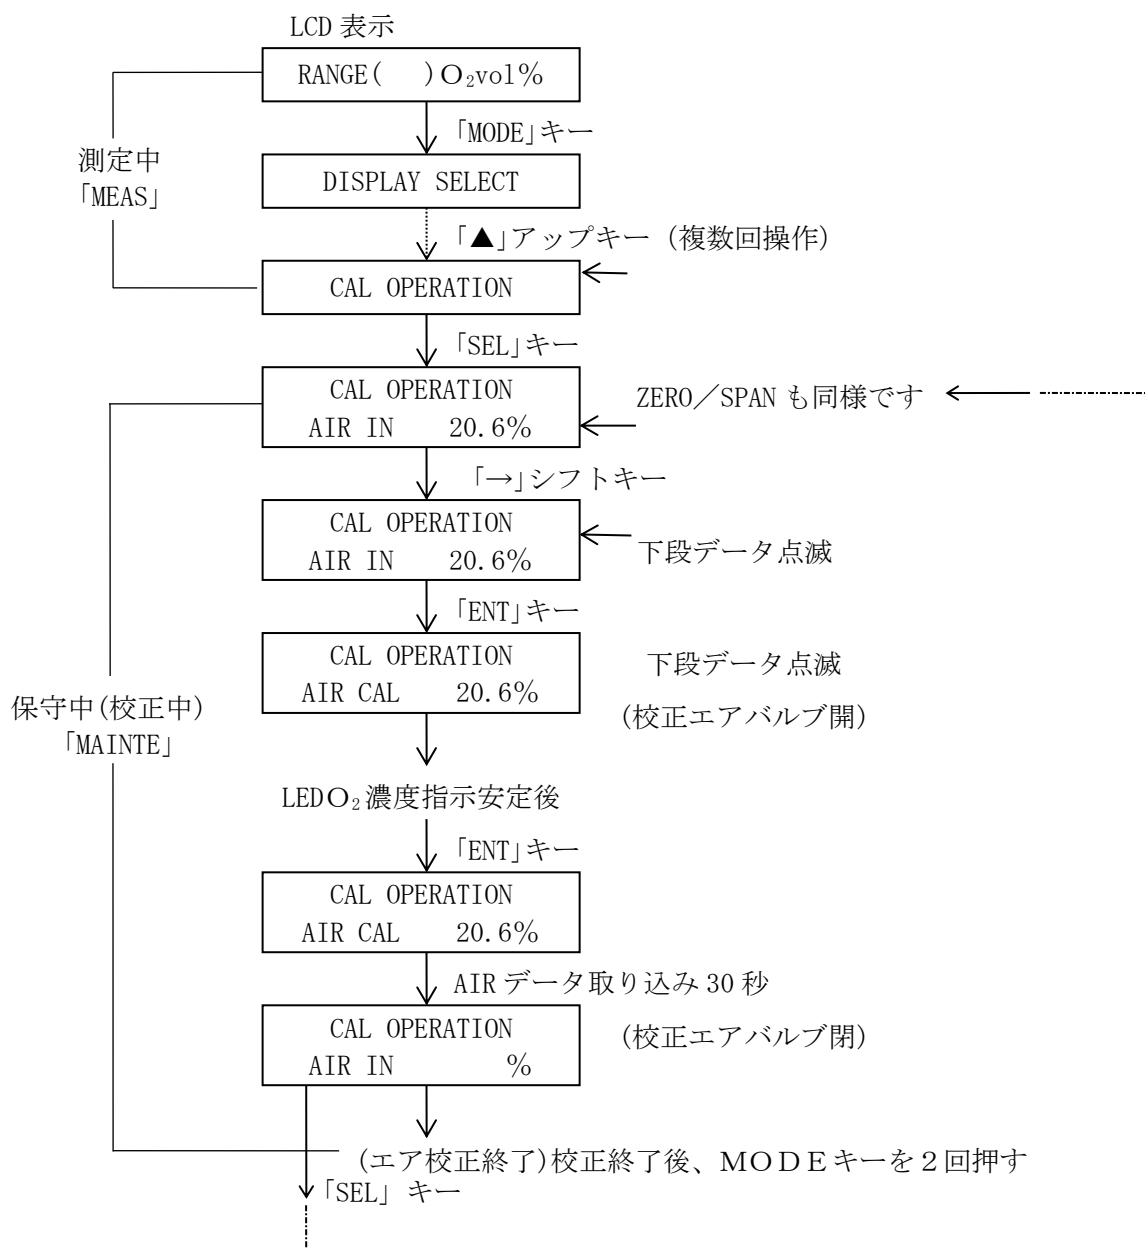 LCD 表示
RANGE(   )O₂vol%
「MODE」キー
測定中
「MEAS」
DISPLAY SELECT
「▲」アップキー（複数回操作）
CAL OPERATION
「SEL」キー
CAL OPERATION
AIR IN   20.6%
ZERO／SPAN も同様です
「→」シフトキー
CAL OPERATION
AIR IN   20.6%
下段データ点滅
「ENT」キー
CAL OPERATION
AIR CAL   20.6%
下段データ点滅
(校正エアバルブ開)
保守中(校正中)
「MAINTE」
LEDＯ₂濃度指示安定後
「ENT」キー
CAL OPERATION
AIR CAL   20.6%
AIR データ取り込み 30 秒
CAL OPERATION
AIR IN     %
(校正エアバルブ閉)
(エア校正終了)校正終了後、ＭＯＤＥキーを２回押す
「SEL」 キー